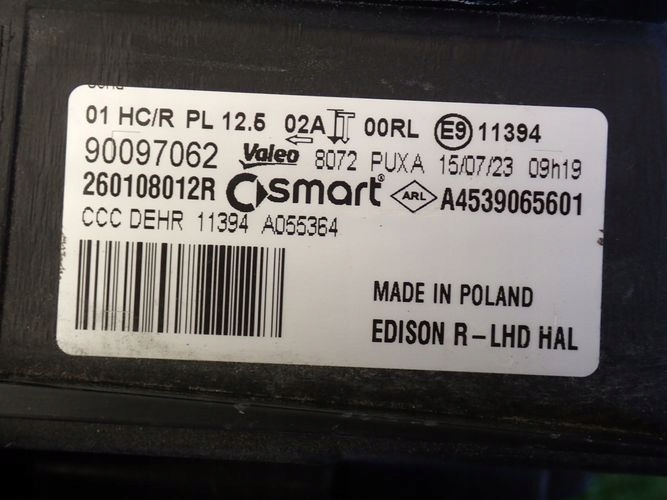 01 HC/R PL 12.5 02A 00RL E9 11394
90097062 Valeo 8072 PUXA 15/07/23 09h19
260108012R smart® ARL A4539065601
CCC DEHR 11394 A055364
MADE IN POLAND
EDISON R-LHD HAL